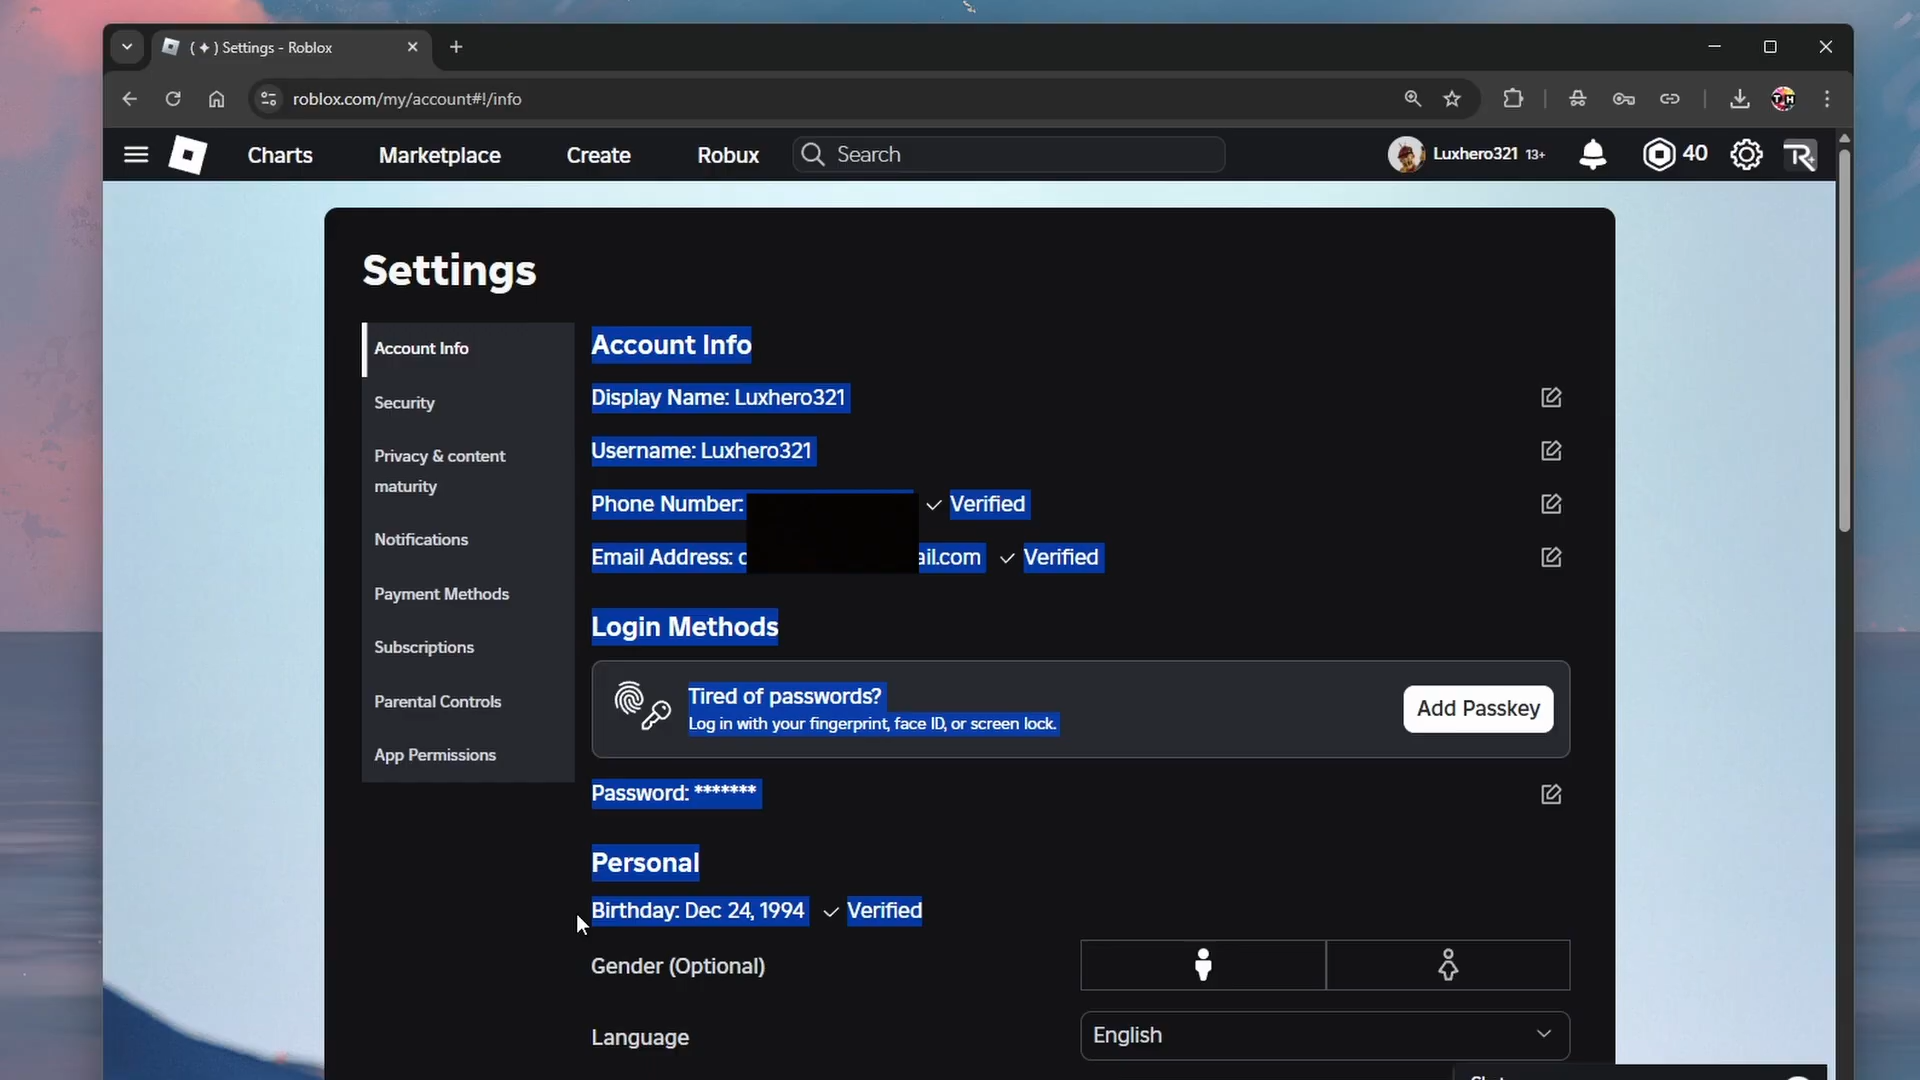 ( ✦ ) Settings - Roblox
roblox.com/my/account#!/info
Charts Marketplace Create Robux Search Luxhero321 13+ 40
Settings
Account Info
Security
Privacy & content
maturity
Notifications
Payment Methods
Subscriptions
Parental Controls
App Permissions
Account Info
Display Name: Luxhero321
Username: Luxhero321
Phone Number: Verified
Email Address: ail.com Verified
Login Methods
Tired of passwords?
Log in with your fingerprint, face ID, or screen lock.
Add Passkey
Password: *******
Personal
Birthday: Dec 24, 1994 Verified
Gender (Optional)
Language English